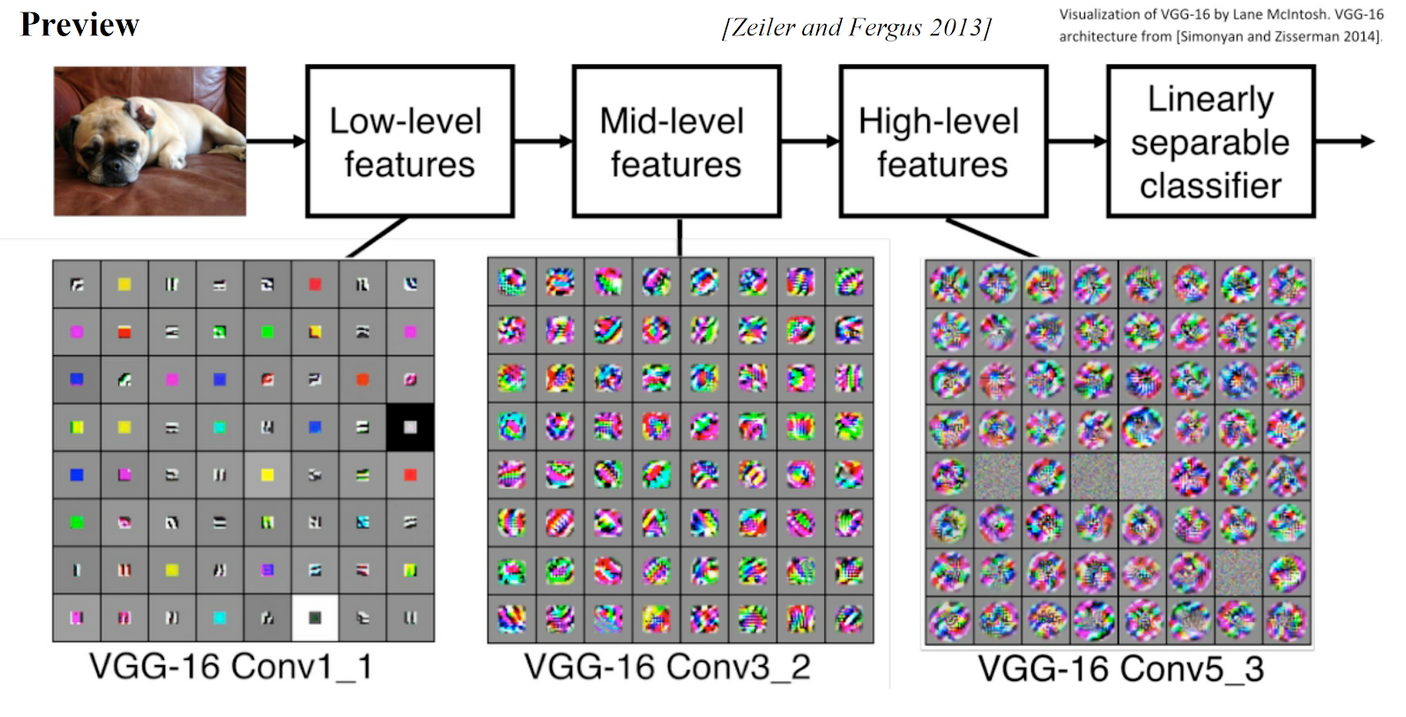 Preview
[Zeiler and Fergus 2013]
Visualization of VGG-16 by Lane McIntosh. VGG-16
architecture from [Simonyan and Zisserman 2014].
Low-level
features
Mid-level
features
High-level
features
Linearly
separable
classifier
VGG-16 Conv1_1
VGG-16 Conv3_2
VGG-16 Conv5_3